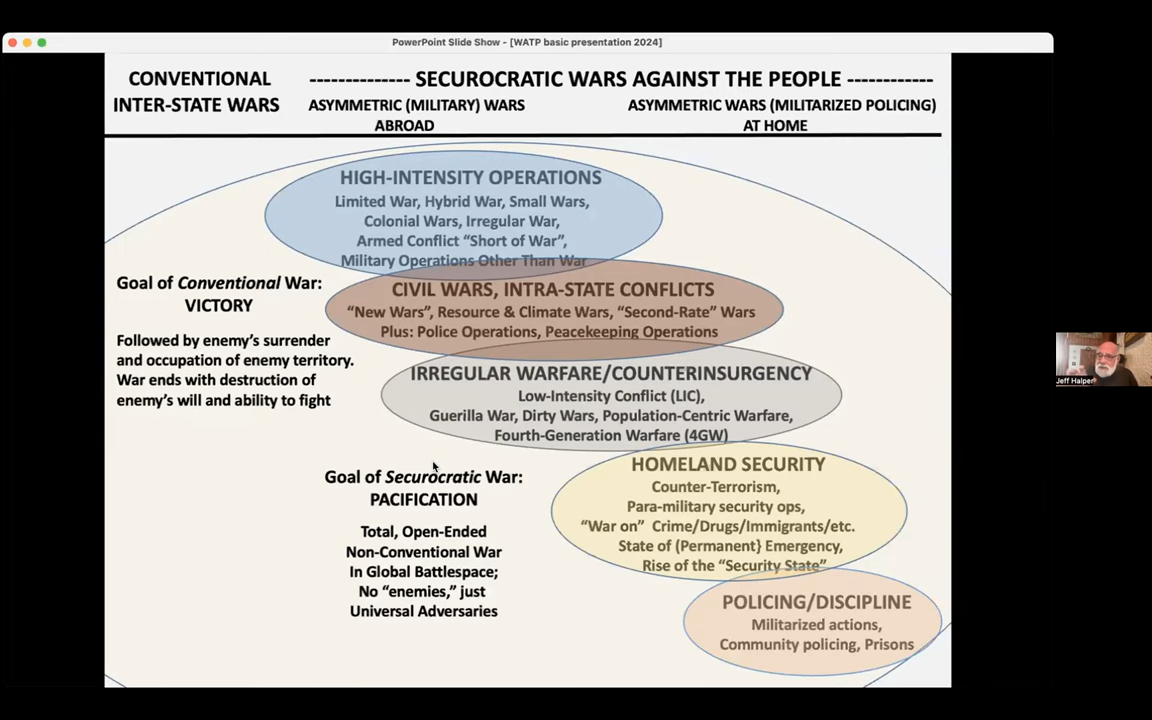 PowerPoint Slide Show - [WATP basic presentation 2024]
CONVENTIONAL
INTER-STATE WARS
-------------- SECUROCRATIC WARS AGAINST THE PEOPLE ------------
ASYMMETRIC (MILITARY) WARS
ABROAD
ASYMMETRIC WARS (MILITARIZED POLICING)
AT HOME
HIGH-INTENSITY OPERATIONS
Limited War, Hybrid War, Small Wars,
Colonial Wars, Irregular War,
Armed Conflict “Short of War”,
Military Operations Other Than War
Goal of Conventional War:
VICTORY
Followed by enemy’s surrender
and occupation of enemy territory.
War ends with destruction of
enemy’s will and ability to fight
CIVIL WARS, INTRA-STATE CONFLICTS
“New Wars”, Resource & Climate Wars, “Second-Rate” Wars
Plus: Police Operations, Peacekeeping Operations
IRREGULAR WARFARE/COUNTERINSURGENCY
Low-Intensity Conflict (LIC),
Guerilla War, Dirty Wars, Population-Centric Warfare,
Fourth-Generation Warfare (4GW)
Goal of Securocratic War:
PACIFICATION
Total, Open-Ended
Non-Conventional War
In Global Battlespace;
No “enemies,” just
Universal Adversaries
HOMELAND SECURITY
Counter-Terrorism,
Para-military security ops,
“War on” Crime/Drugs/Immigrants/etc.
State of (Permanent} Emergency,
Rise of the “Security State”
POLICING/DISCIPLINE
Militarized actions,
Community policing, Prisons
Jeff Halper